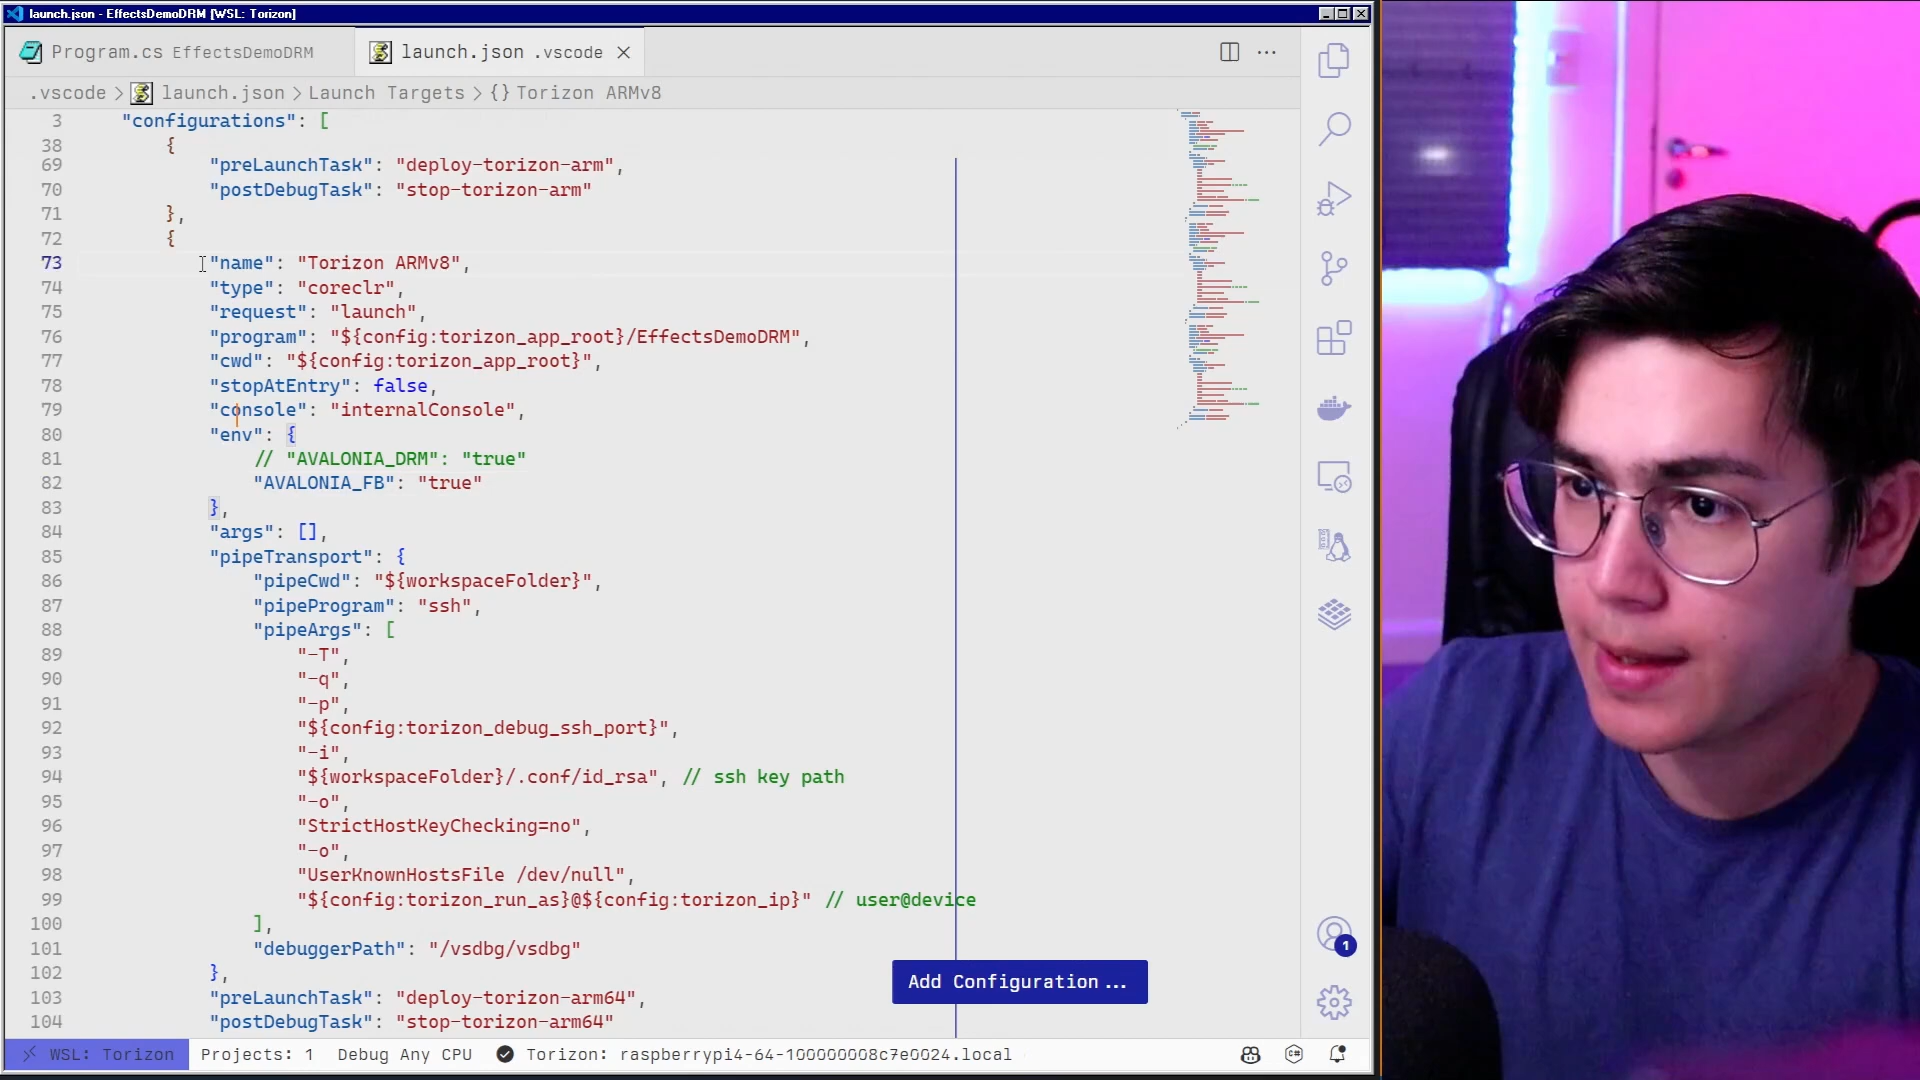 launch.json - EffectsDemoDRM [WSL: Torizon]
Program.cs EffectsDemoDRM
launch.json .vscode
.vscode > launch.json > Launch Targets > {} Torizon ARMv8
3 "configurations": [
38 {
69 "preLaunchTask": "deploy-torizon-arm",
70 "postDebugTask": "stop-torizon-arm"
71 },
72 {
73 "name": "Torizon ARMv8",
74 "type": "coreclr",
75 "request": "launch",
76 "program": "${config:torizon_app_root}/EffectsDemoDRM",
77 "cwd": "${config:torizon_app_root}",
78 "stopAtEntry": false,
79 "console": "internalConsole",
80 "env": {
81 // "AVALONIA_DRM": "true"
82 "AVALONIA_FB": "true"
83 },
84 "args": [],
85 "pipeTransport": {
86 "pipeCwd": "${workspaceFolder}",
87 "pipeProgram": "ssh",
88 "pipeArgs": [
89 "-T",
90 "-q",
91 "-p",
92 "${config:torizon_debug_ssh_port}",
93 "-i",
94 "${workspaceFolder}/.conf/id_rsa", // ssh key path
95 "-o",
96 "StrictHostKeyChecking=no",
97 "-o",
98 "UserKnownHostsFile /dev/null",
99 "${config:torizon_run_as}@${config:torizon_ip}" // user@device
100 ],
101 "debuggerPath": "/vsdbg/vsdbg"
102 },
103 "preLaunchTask": "deploy-torizon-arm64",
104 "postDebugTask": "stop-torizon-arm64"
Add Configuration...
1
WSL: Torizon Projects: 1 Debug Any CPU Torizon: raspberrypi4-64-100000008c7e0024.local